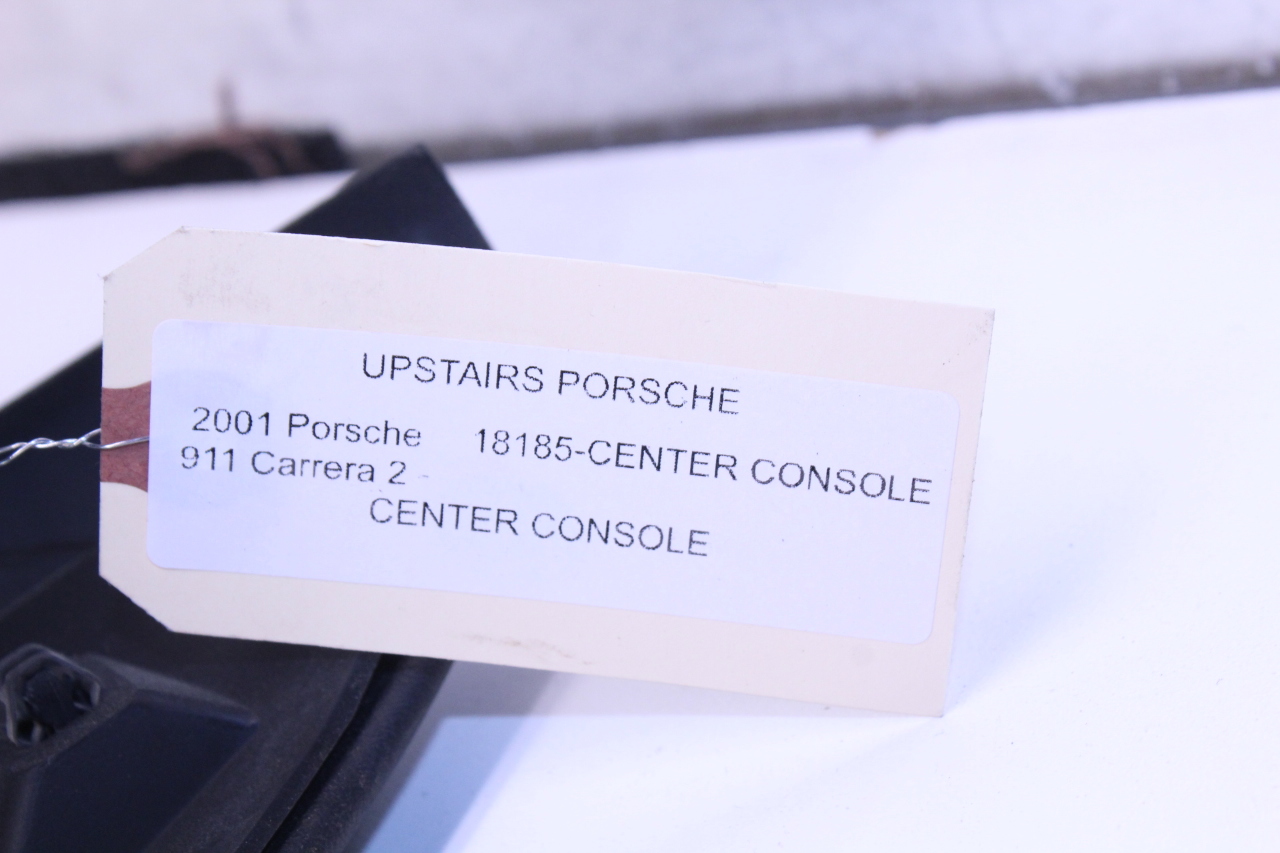 UPSTAIRS PORSCHE
2001 Porsche 18185-CENTER CONSOLE
911 Carrera 2 -
CENTER CONSOLE